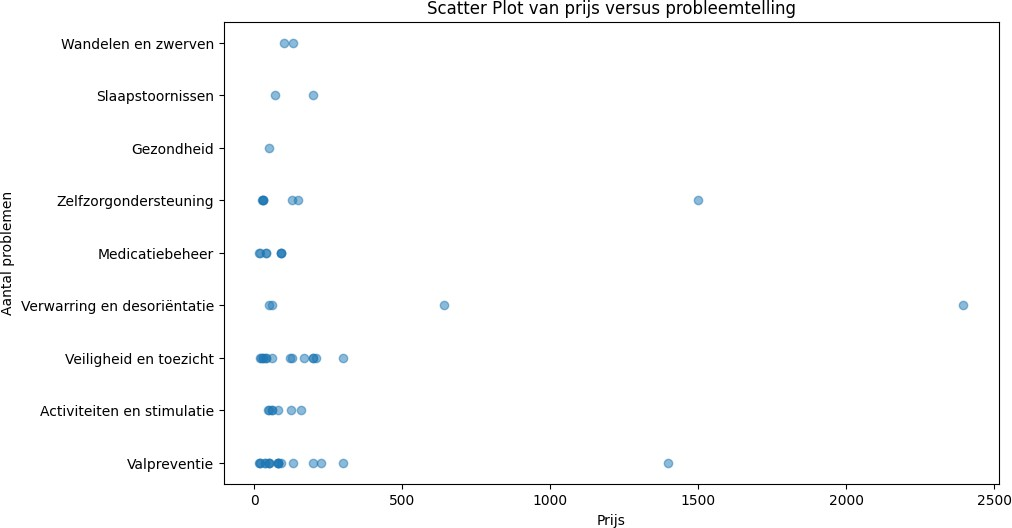 Scatter Plot van prijs versus probleemtelling
Aantal problemen
Wandelen en zwerven
Slaapstoornissen
Gezondheid
Zelfzorgondersteuning
Medicatiebeheer
Verwarring en desoriëntatie
Veiligheid en toezicht
Activiteiten en stimulatie
Valpreventie
0 500 1000 1500 2000 2500
Prijs